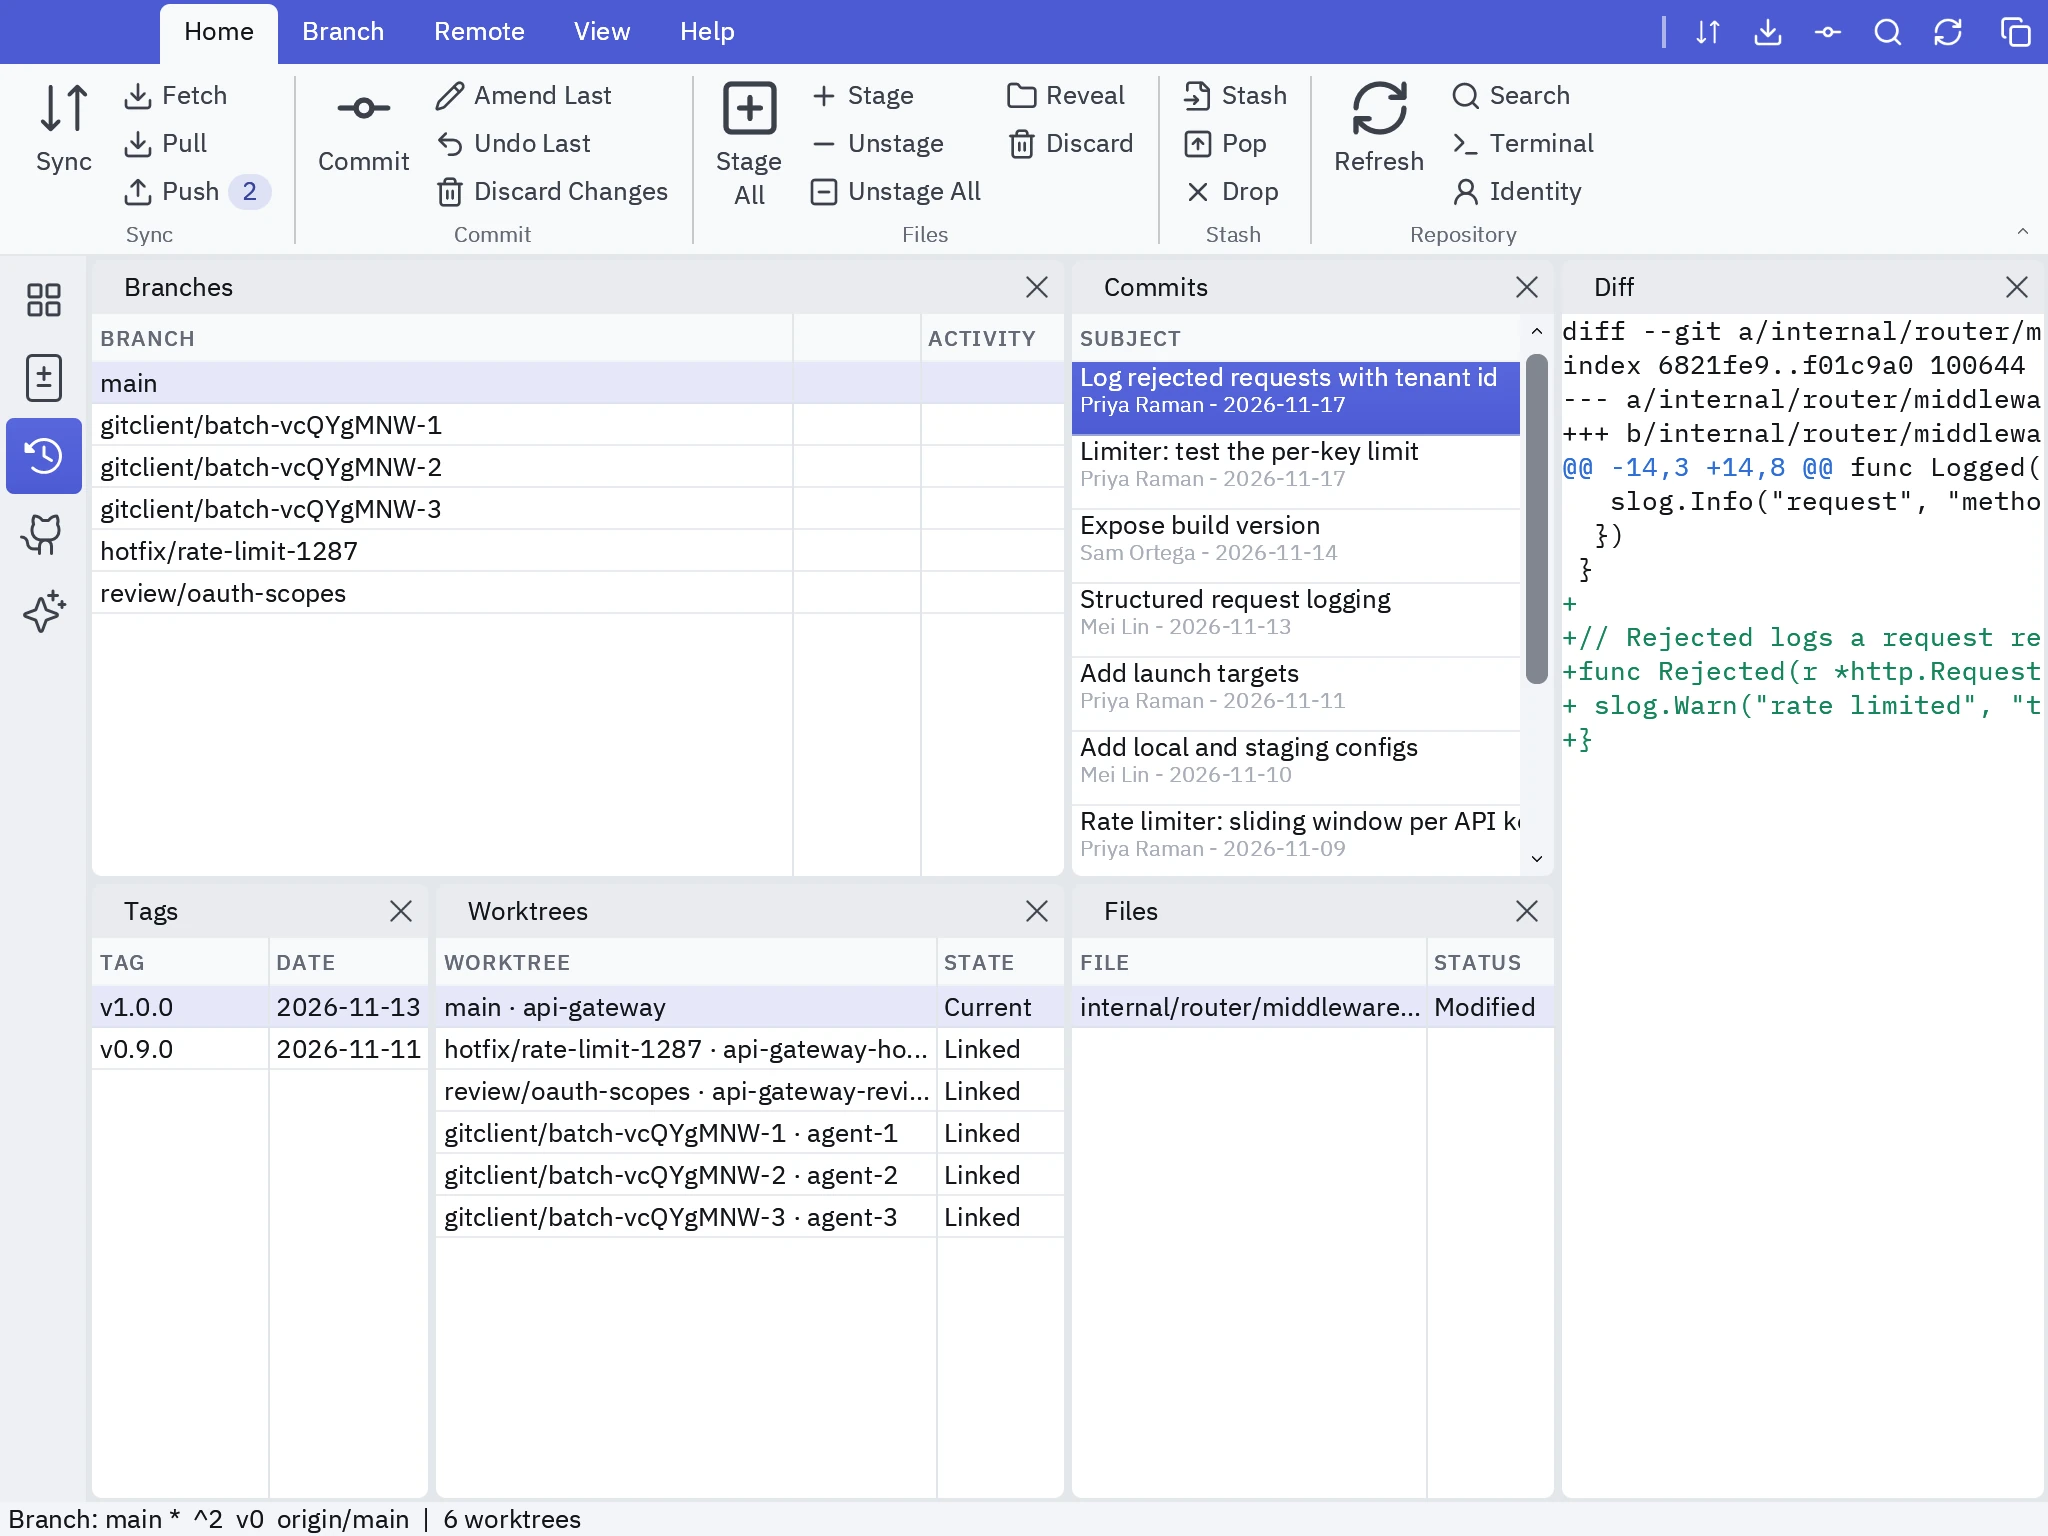 Home Branch Remote View Help
Sync
Fetch
Pull
Push 2
Sync
Commit
Amend Last
Undo Last
Discard Changes
Commit
Stage All
Stage
Unstage
Unstage All
Reveal
Discard
Files
Stash
Pop
Drop
Stash
Refresh
Search
Terminal
Identity
Repository
Branches
BRANCH ACTIVITY
main
gitclient/batch-vcQYgMNW-1
gitclient/batch-vcQYgMNW-2
gitclient/batch-vcQYgMNW-3
hotfix/rate-limit-1287
review/oauth-scopes
Commits
SUBJECT
Log rejected requests with tenant id
Priya Raman - 2026-11-17
Limiter: test the per-key limit
Priya Raman - 2026-11-17
Expose build version
Sam Ortega - 2026-11-14
Structured request logging
Mei Lin - 2026-11-13
Add launch targets
Priya Raman - 2026-11-11
Add local and staging configs
Mei Lin - 2026-11-10
Rate limiter: sliding window per API
Priya Raman - 2026-11-09
Diff
diff --git a/internal/router/m
index 6821fe9..f01c9a0 100644
--- a/internal/router/middlewa
+++ b/internal/router/middlewa
@@ -14,3 +14,8 @@ func Logged(
slog.Info("request", "metho
})
}
+
+// Rejected logs a request re
+func Rejected(r *http.Request
+ slog.Warn("rate limited", "t
+}
Tags
TAG DATE
v1.0.0 2026-11-13
v0.9.0 2026-11-11
Worktrees
WORKTREE STATE
main · api-gateway Current
hotfix/rate-limit-1287 · api-gateway-ho... Linked
review/oauth-scopes · api-gateway-revi... Linked
gitclient/batch-vcQYgMNW-1 · agent-1 Linked
gitclient/batch-vcQYgMNW-2 · agent-2 Linked
gitclient/batch-vcQYgMNW-3 · agent-3 Linked
Files
FILE STATUS
internal/router/middleware... Modified
Branch: main * ^2 v0 origin/main | 6 worktrees